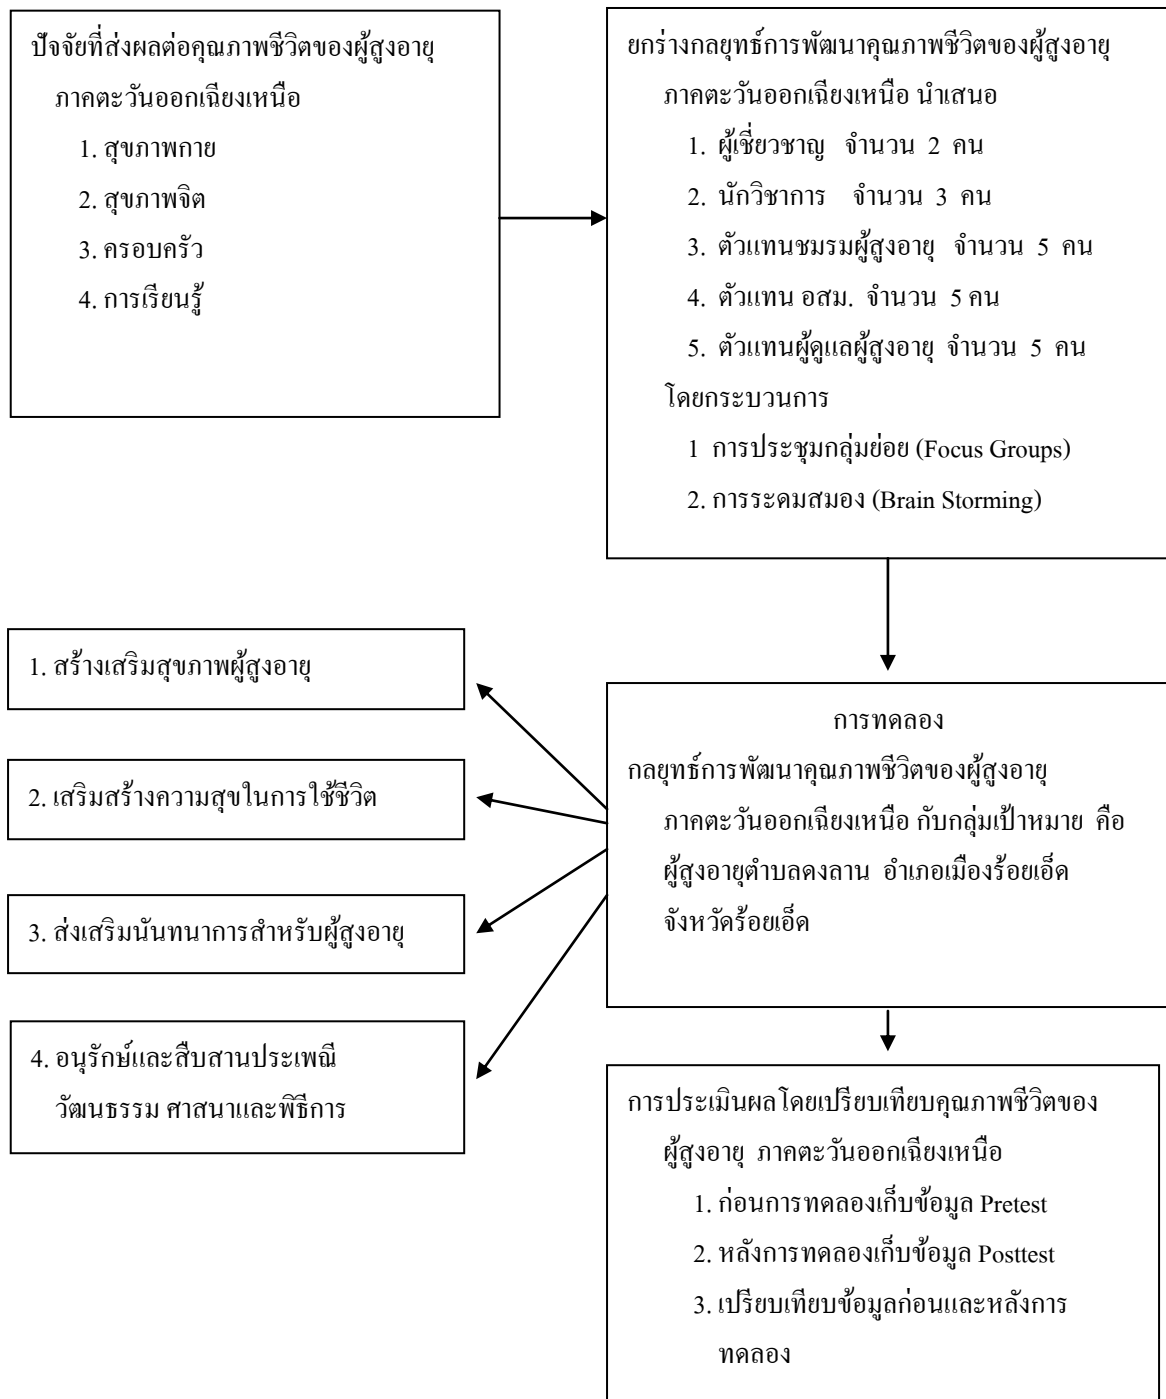 ปัจจัยที่ส่งผลต่อคุณภาพชีวิตของผู้สูงอายุ
ภาคตะวันออกเฉียงเหนือ
1. สุขภาพกาย
2. สุขภาพจิต
3. ครอบครัว
4. การเรียนรู้
ยกร่างกลยุทธ์การพัฒนาคุณภาพชีวิตของผู้สูงอายุ
ภาคตะวันออกเฉียงเหนือ นำเสนอ
1. ผู้เชี่ยวชาญ จำนวน 2 คน
2. นักวิชาการ จำนวน 3 คน
3. ตัวแทนชมรมผู้สูงอายุ จำนวน 5 คน
4. ตัวแทน อสม. จำนวน 5 คน
5. ตัวแทนผู้ดูแลผู้สูงอายุ จำนวน 5 คน
โดยกระบวนการ
1 การประชุมกลุ่มย่อย (Focus Groups)
2. การระดมสมอง (Brain Storming)
1. สร้างเสริมสุขภาพผู้สูงอายุ
2. เสริมสร้างความสุขในการใช้ชีวิต
3. ส่งเสริมนันทนาการสำหรับผู้สูงอายุ
4. อนุรักษ์และสืบสานประเพณี
วัฒนธรรม ศาสนาและพิธีการ
การทดลอง
กลยุทธ์การพัฒนาคุณภาพชีวิตของผู้สูงอายุ
ภาคตะวันออกเฉียงเหนือ กับกลุ่มเป้าหมาย คือ
ผู้สูงอายุตำบลดงลาน อำเภอเมืองร้อยเอ็ด
จังหวัดร้อยเอ็ด
การประเมินผลโดยเปรียบเทียบคุณภาพชีวิตของ
ผู้สูงอายุ ภาคตะวันออกเฉียงเหนือ
1. ก่อนการทดลองเก็บข้อมูล Pretest
2. หลังการทดลองเก็บข้อมูล Posttest
3. เปรียบเทียบข้อมูลก่อนและหลังการ
ทดลอง